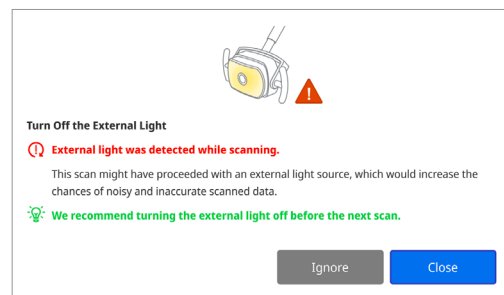 Turn Off the External Light
External light was detected while scanning.
This scan might have proceeded with an external light source, which would increase the
chances of noisy and inaccurate scanned data.
We recommend turning the external light off before the next scan.
Ignore
Close